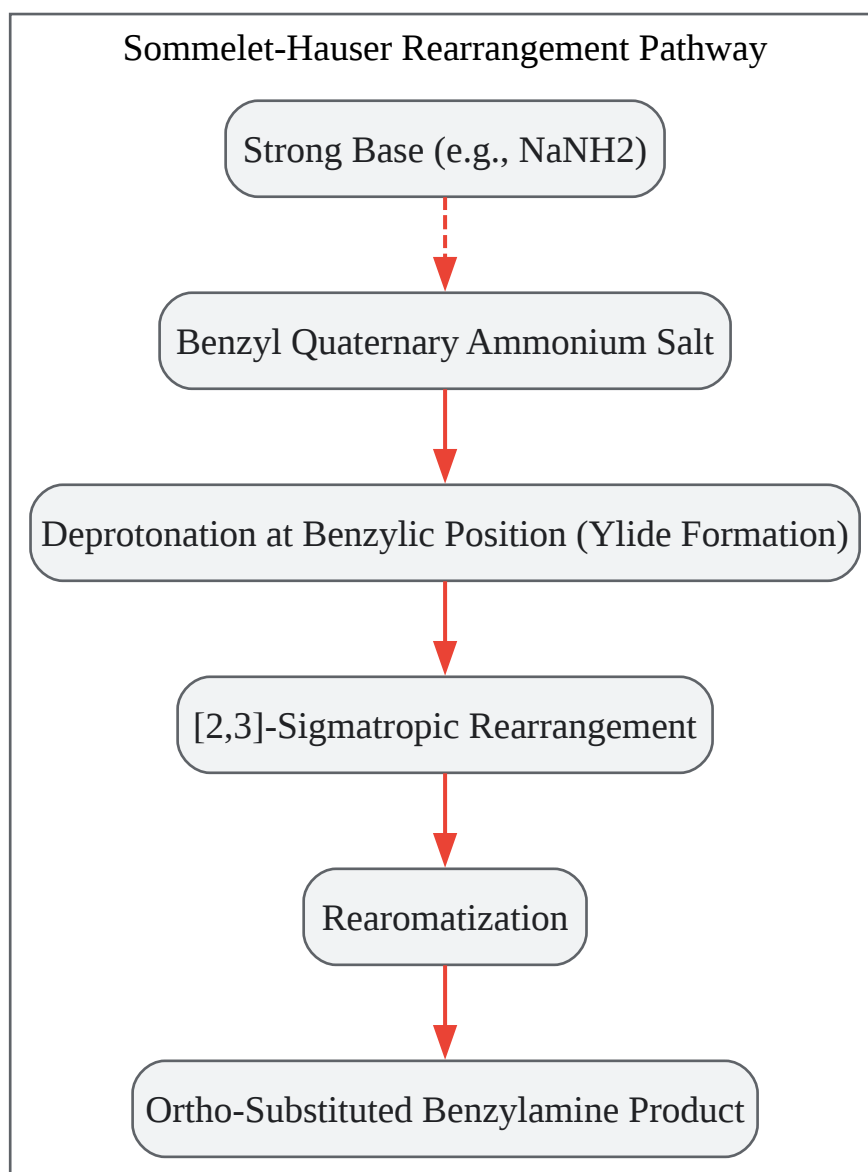 Sommelet-Hauser Rearrangement Pathway
Strong Base (e.g., NaNH2)
Benzyl Quaternary Ammonium Salt
Deprotonation at Benzylic Position (Ylide Formation)
[2,3]-Sigmatropic Rearrangement
Rearomatization
Ortho-Substituted Benzylamine Product